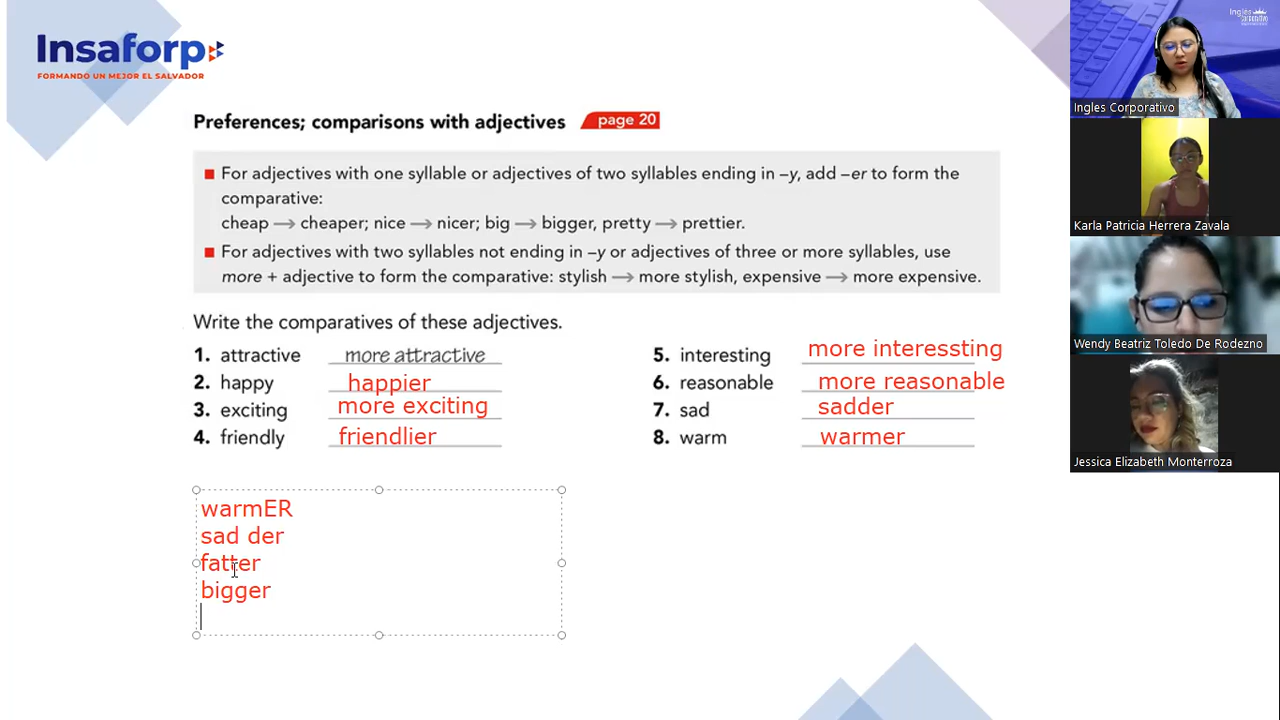 Insaforp
FORMANDO UN MEJOR EL SALVADOR
Preferences; comparisons with adjectives page 20
For adjectives with one syllable or adjectives of two syllables ending in –y, add –er to form the
comparative:
cheap → cheaper; nice → nicer; big → bigger, pretty → prettier.
For adjectives with two syllables not ending in –y or adjectives of three or more syllables, use
more + adjective to form the comparative: stylish → more stylish, expensive → more expensive.
Write the comparatives of these adjectives.
1. attractive more attractive
2. happy happier
3. exciting more exciting
4. friendly friendlier
5. interesting more interessting
6. reasonable more reasonable
7. sad sadder
8. warm warmer
warmER
sad der
fatter
bigger
Ingles
Ingles Corporativo
Karla Patricia Herrera Zavala
Wendy Beatriz Toledo De Rodezno
Jessica Elizabeth Monterroza